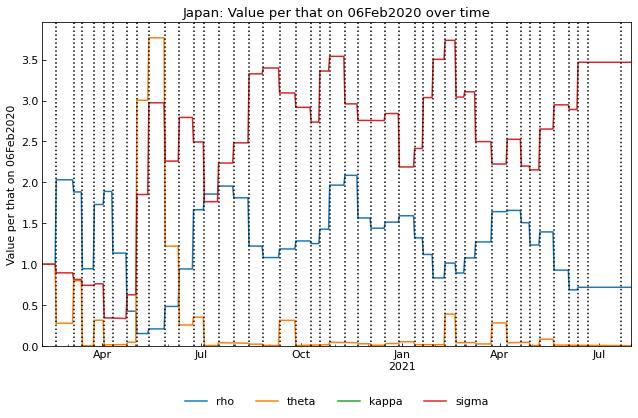 Japan: Value per that on 06Feb2020 over time
Value per that on 06Feb2020
3.5
3.0
2.5
2.0
1.5
1.0
0.5
0.0
Apr
Jul
Oct
Jan
2021
Apr
Jul
rho
theta
kappa
sigma